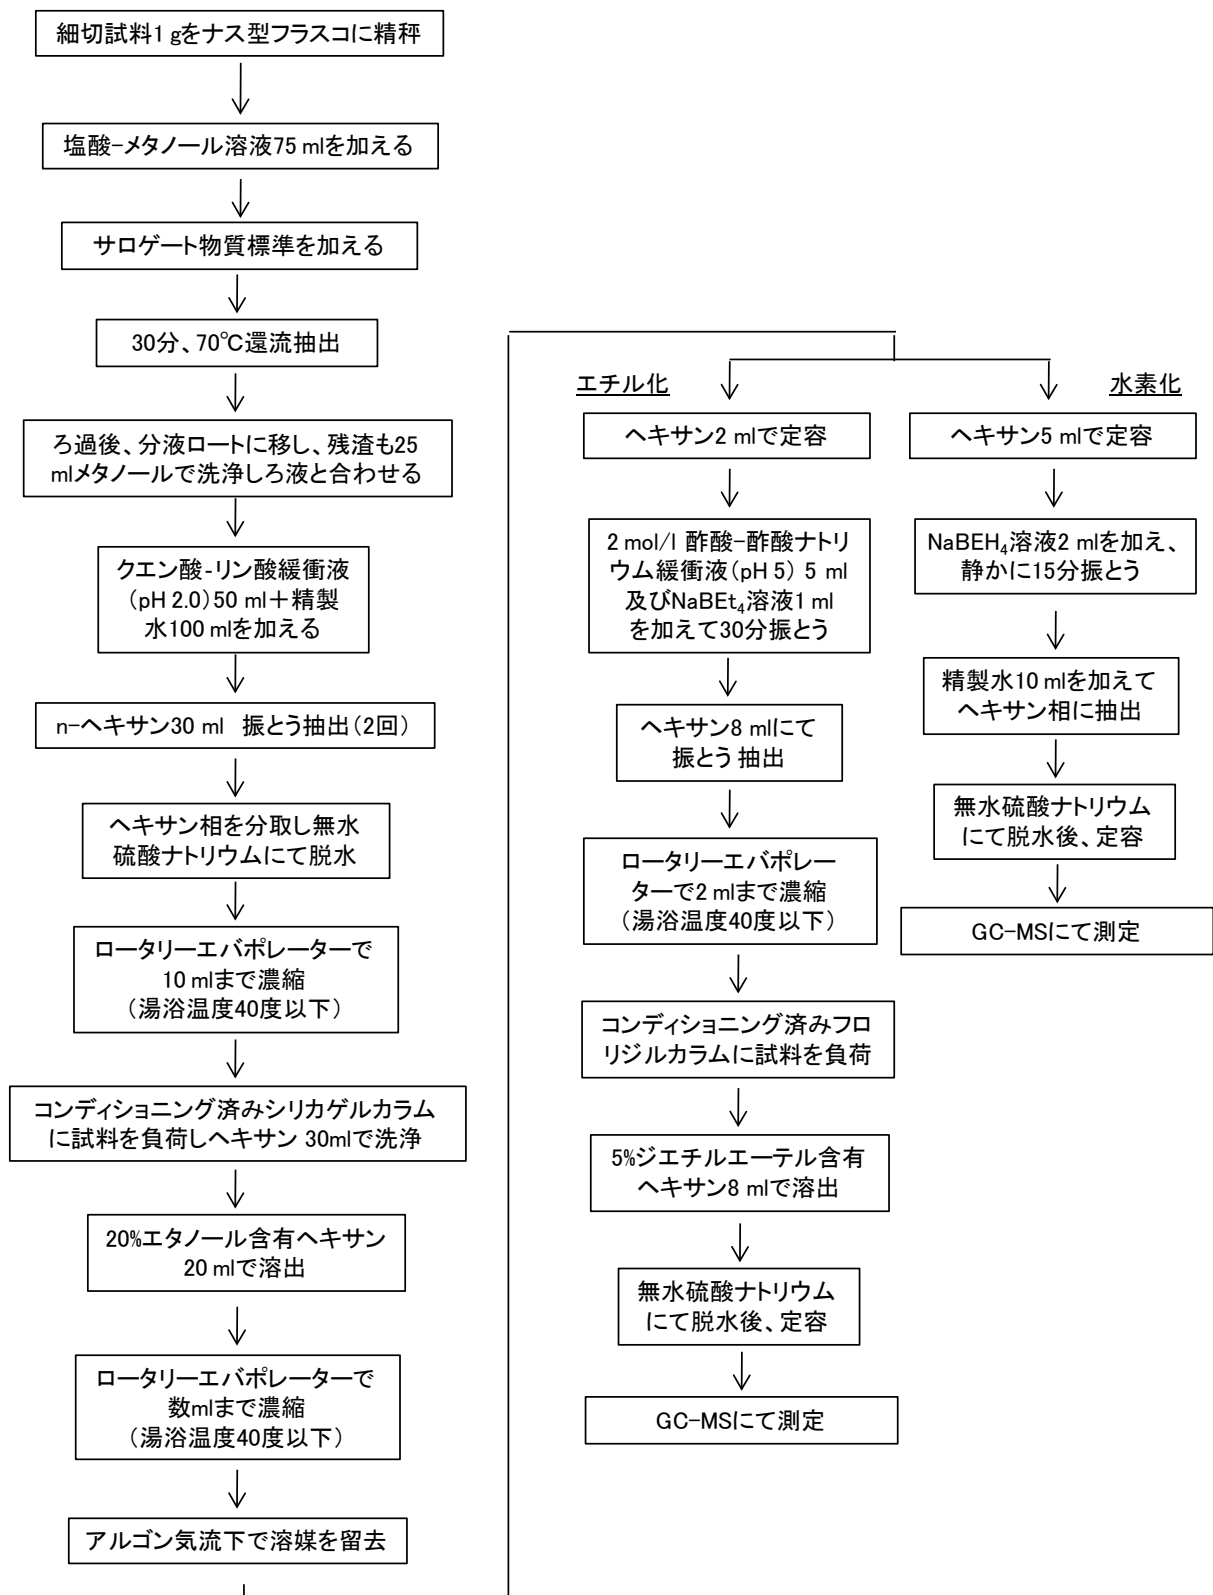 細切試料1 gをナス型フラスコに精秤
塩酸-メタノール溶液75 mlを加える
サロゲート物質標準を加える
30分、70℃還流抽出
ろ過後、分液ロートに移し、残渣も25
mlメタノールで洗浄しろ液と合わせる
クエン酸-リン酸緩衝液
(pH 2.0)50 ml＋精製
水100 mlを加える
n-ヘキサン30 ml 振とう抽出(2回)
ヘキサン相を分取し無水
硫酸ナトリウムにて脱水
ロータリーエバポレーターで
10 mlまで濃縮
(湯浴温度40度以下)
コンディショニング済みシリカゲルカラム
に試料を負荷しヘキサン 30mlで洗浄
20%エタノール含有ヘキサン
20 mlで溶出
ロータリーエバポレーターで
数mlまで濃縮
(湯浴温度40度以下)
アルゴン気流下で溶媒を留去
エチル化
ヘキサン2 mlで定容
2 mol/l 酢酸-酢酸ナトリ
ウム緩衝液(pH 5) 5 ml
及びNaBEt₄溶液1 ml
を加えて30分振とう
ヘキサン8 mlにて
振とう 抽出
ロータリーエバポレー
ターで2 mlまで濃縮
(湯浴温度40度以下)
コンディショニング済みフロ
リジルカラムに試料を負荷
5%ジエチルエーテル含有
ヘキサン8 mlで溶出
無水硫酸ナトリウム
にて脱水後、定容
GC-MSにて測定
水素化
ヘキサン5 mlで定容
NaBEH₄溶液2 mlを加え、
静かに15分振とう
精製水10 mlを加えて
ヘキサン相に抽出
無水硫酸ナトリウム
にて脱水後、定容
GC-MSにて測定